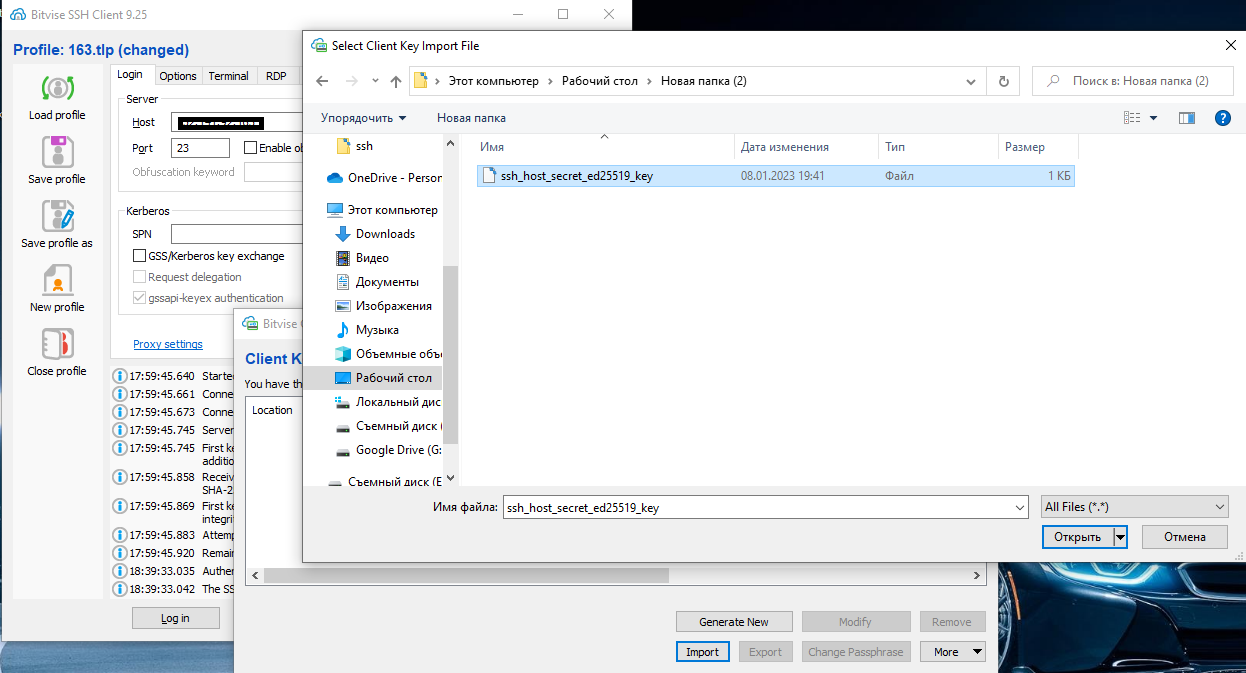 Bitvise SSH Client 9.25
Profile: 163.tlp (changed)
Load profile
Save profile
Save profile as
New profile
Close profile
Login
Options
Terminal
RDP
Server
Host
Port
23
Enable ob
Obfuscation keyword
Kerberos
SPN
GSS/Kerberos key exchange
Request delegation
gssapi-keyex authentication
Proxy settings
17:59:45.640 Starte
17:59:45.661 Conne
17:59:45.673 Conne
17:59:45.745 Server
17:59:45.745 First ke
additio
17:59:45.858 Receiv
SHA-2
17:59:45.869 First ke
integrit
17:59:45.883 Attemp
17:59:45.920 Remain
18:39:33.035 Authen
18:39:33.042 The SS
Log in
Bitvise
Client K
You have th
Location
Generate New
Modify
Remove
Import
Export
Change Passphrase
More
Select Client Key Import File
Этот компьютер
Рабочий стол
Новая папка (2)
Поиск в: Новая папка (2)
Упорядочить
Новая папка
ssh
OneDrive - Person
Этот компьютер
Downloads
Видео
Документы
Изображения
Музыка
Объемные объе
Рабочий стол
Локальный дис
Съемный диск (
Google Drive (G:
Съемный диск (E
Имя
Дата изменения
Тип
Размер
ssh_host_secret_ed25519_key
08.01.2023 19:41
Файл
1 КБ
Имя файла:
ssh_host_secret_ed25519_key
All Files (*.*)
Открыть
Отмена